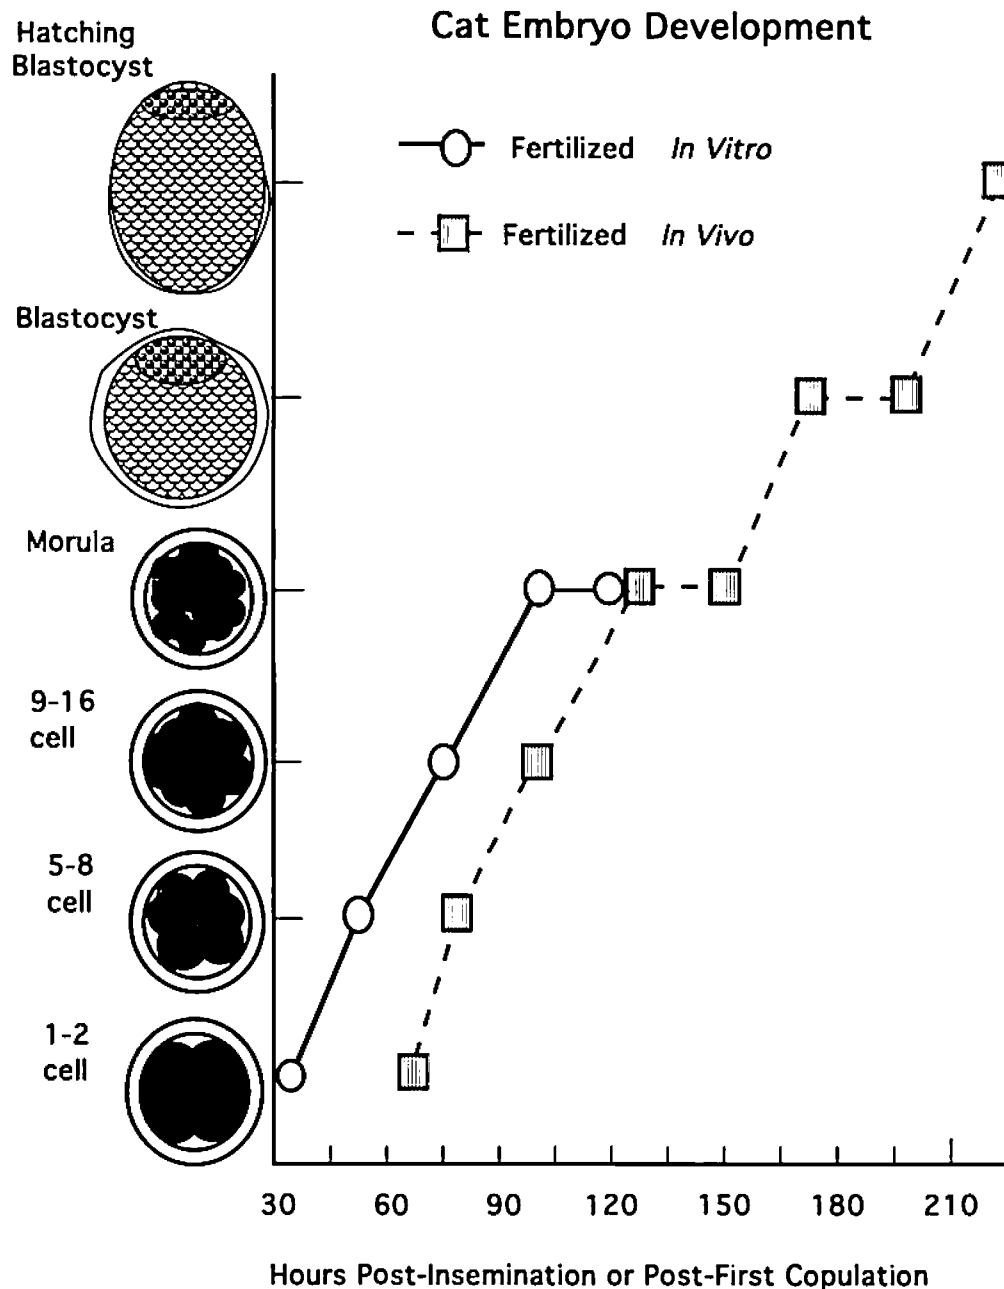 Cat Embryo Development
Hatching
Blastocyst
Fertilized In Vitro
Fertilized In Vivo
Blastocyst
Morula
9-16
cell
5-8
cell
1-2
cell
30 60 90 120 150 180 210
Hours Post-Insemination or Post-First Copulation